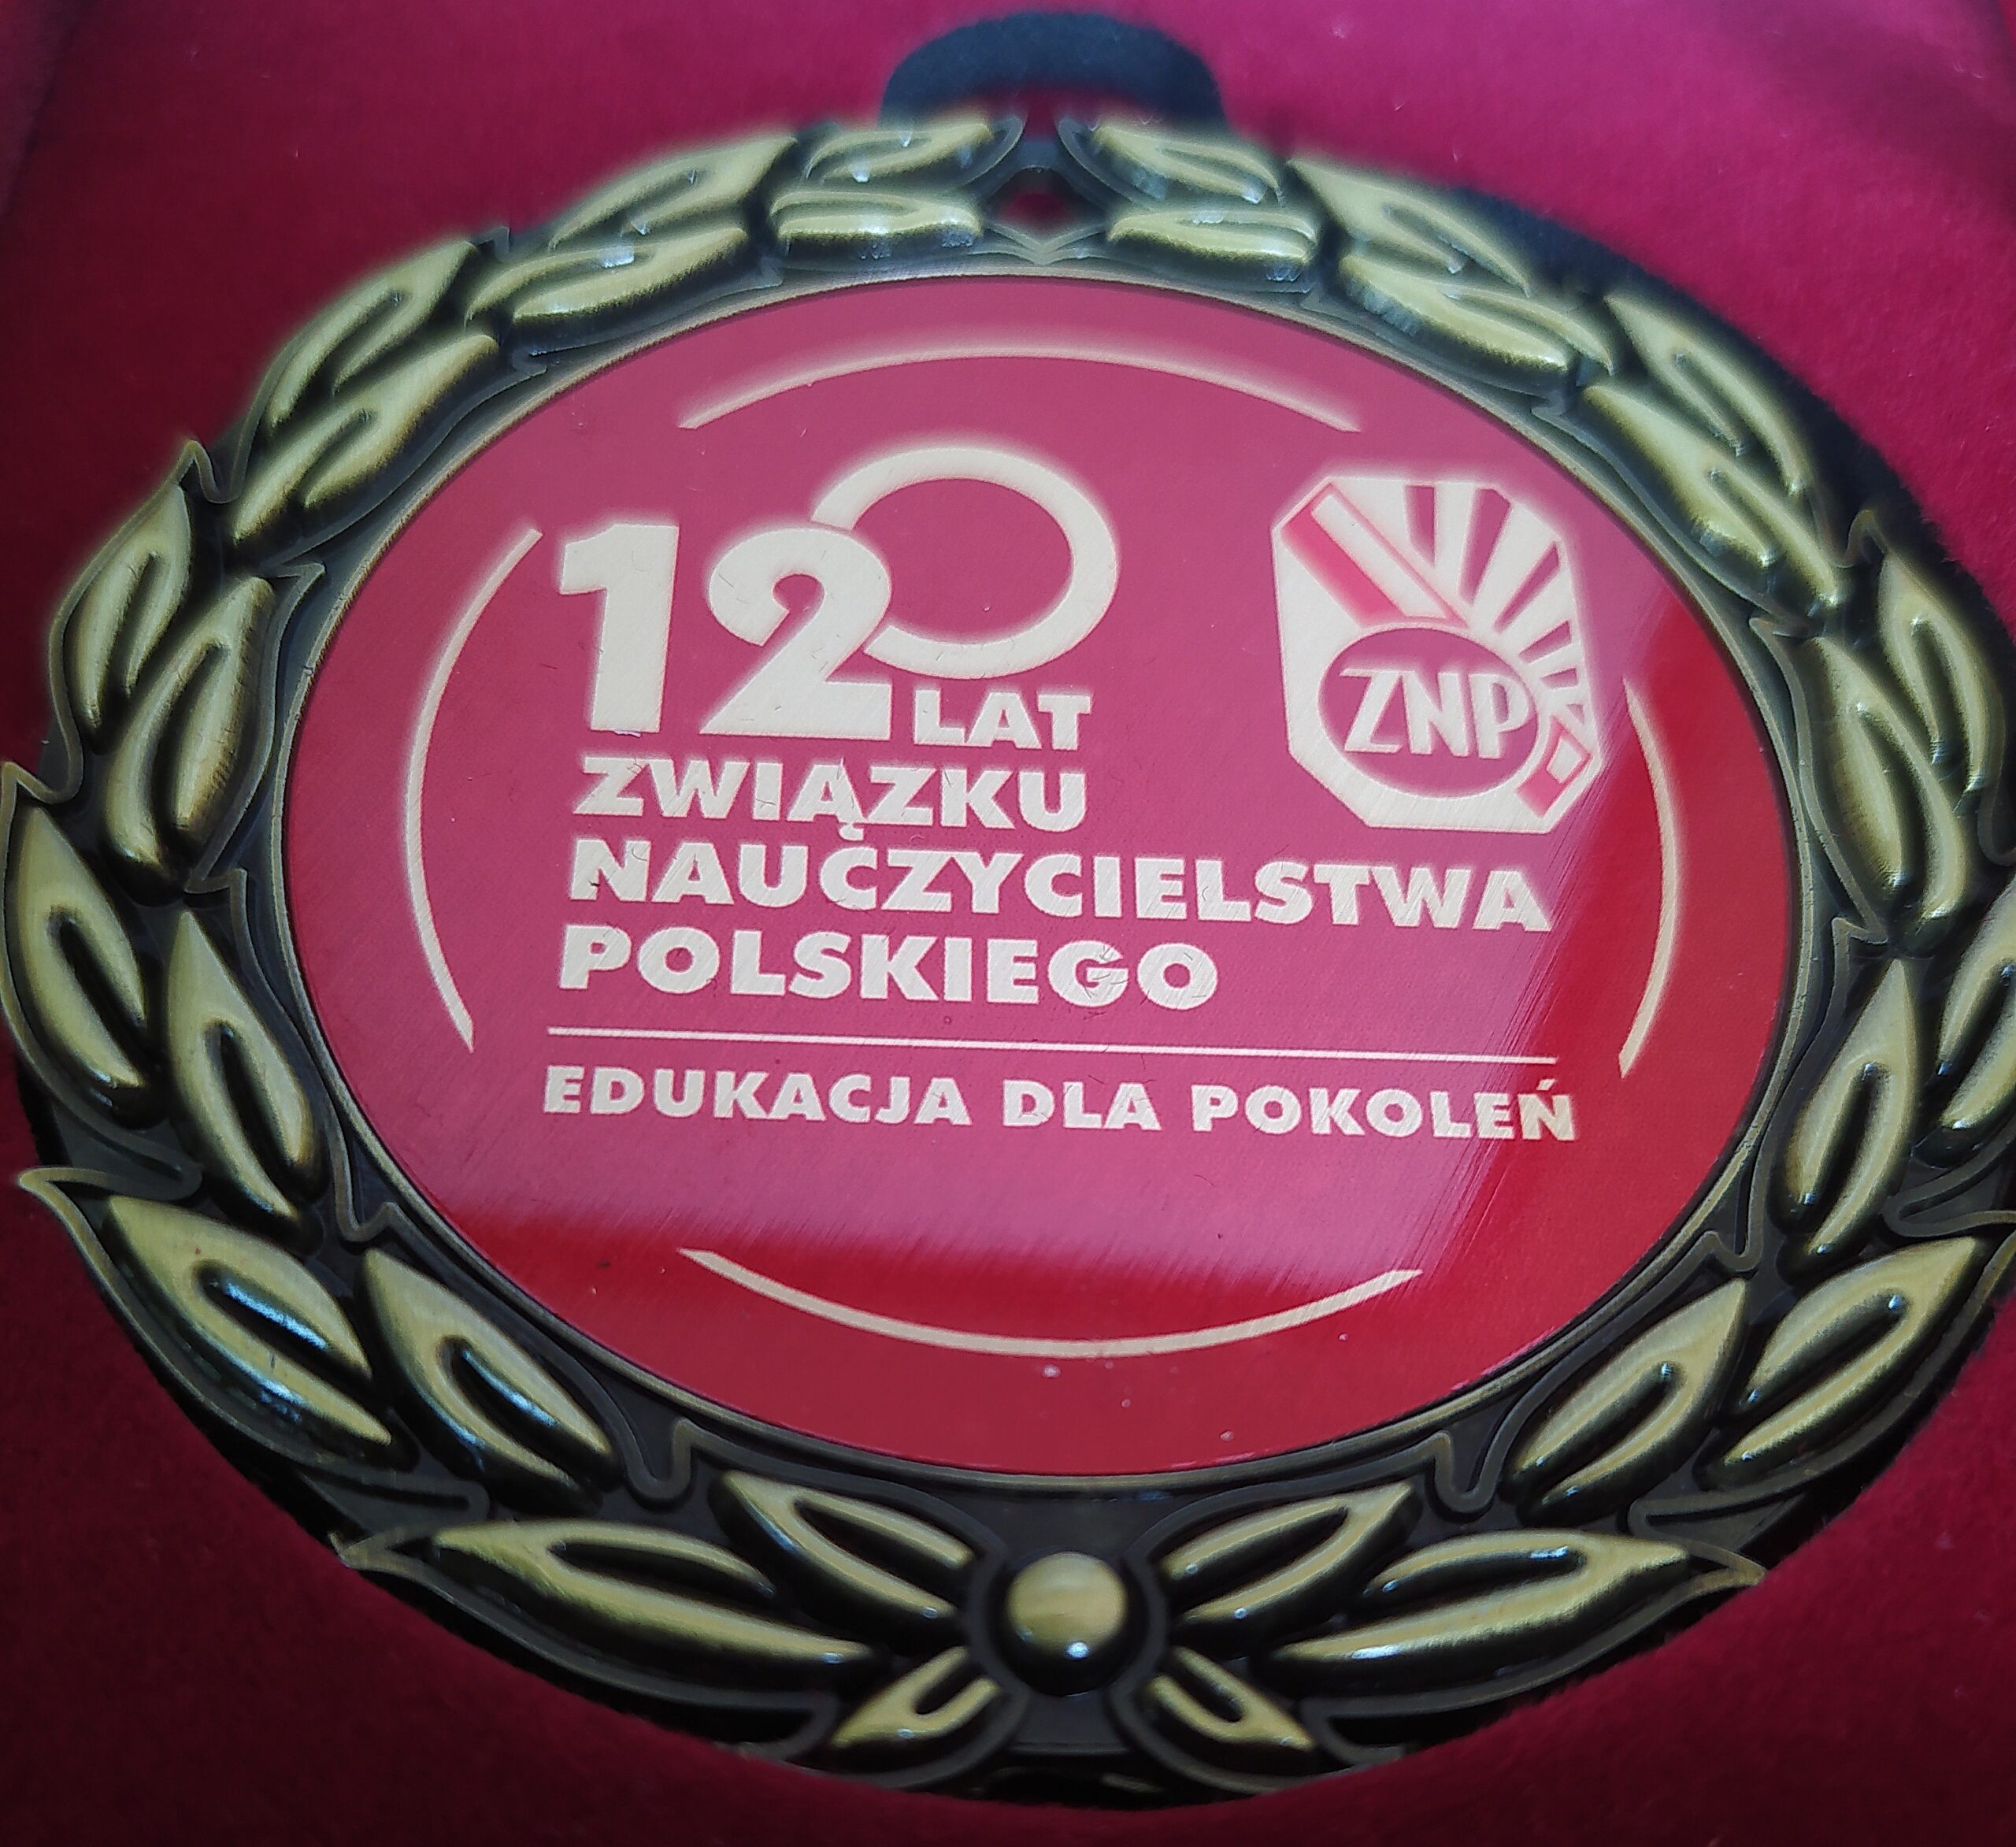 120 LAT
ZWIĄZKU
NAUCZYCIELSTWA
POLSKIEGO
EDUKACJA DLA POKOLEŃ
ZNP